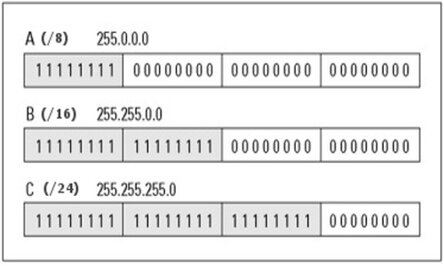 A (/8) 255.0.0.0
11111111 00000000 00000000 00000000
B (/16) 255.255.0.0
11111111 11111111 00000000 00000000
C (/24) 255.255.255.0
11111111 11111111 11111111 00000000